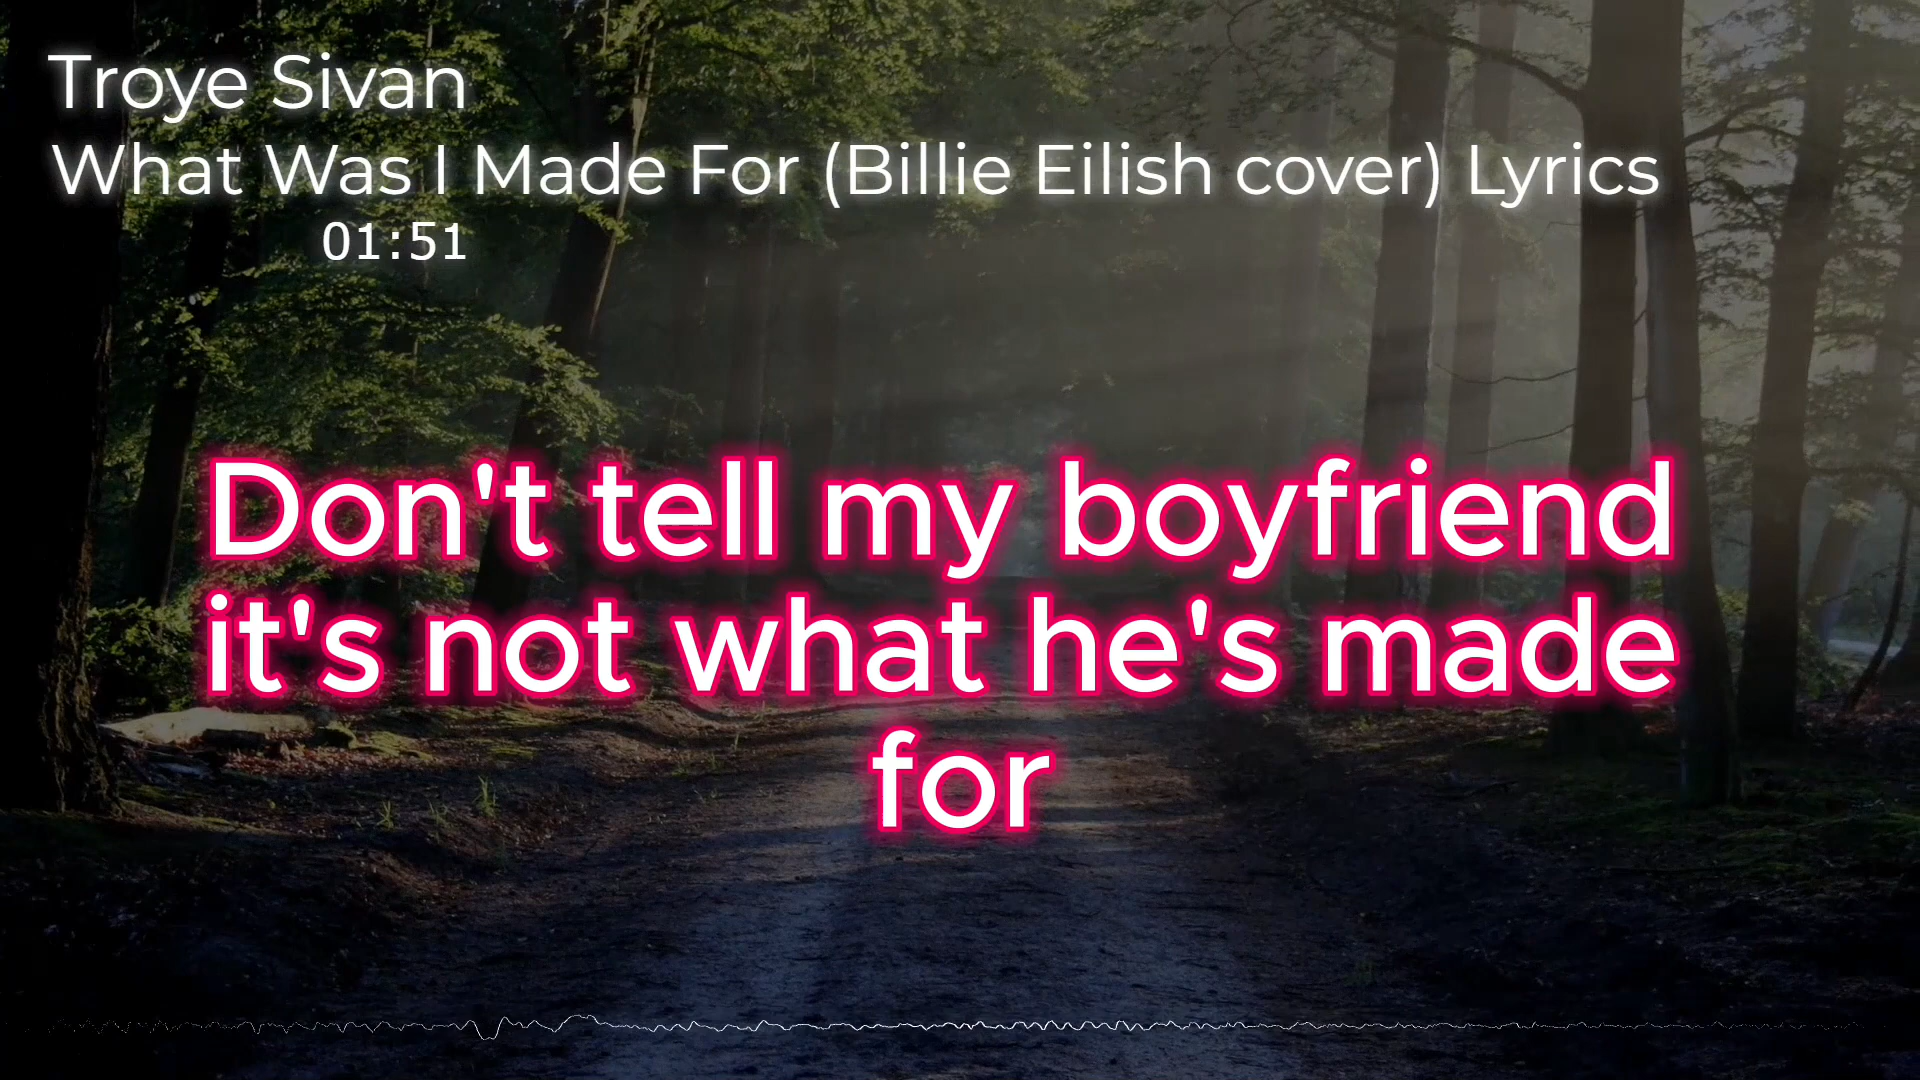 Troye Sivan
What Was I Made For (Billie Eilish cover) Lyrics
01:51
Don't tell my boyfriend
it's not what he's made
for